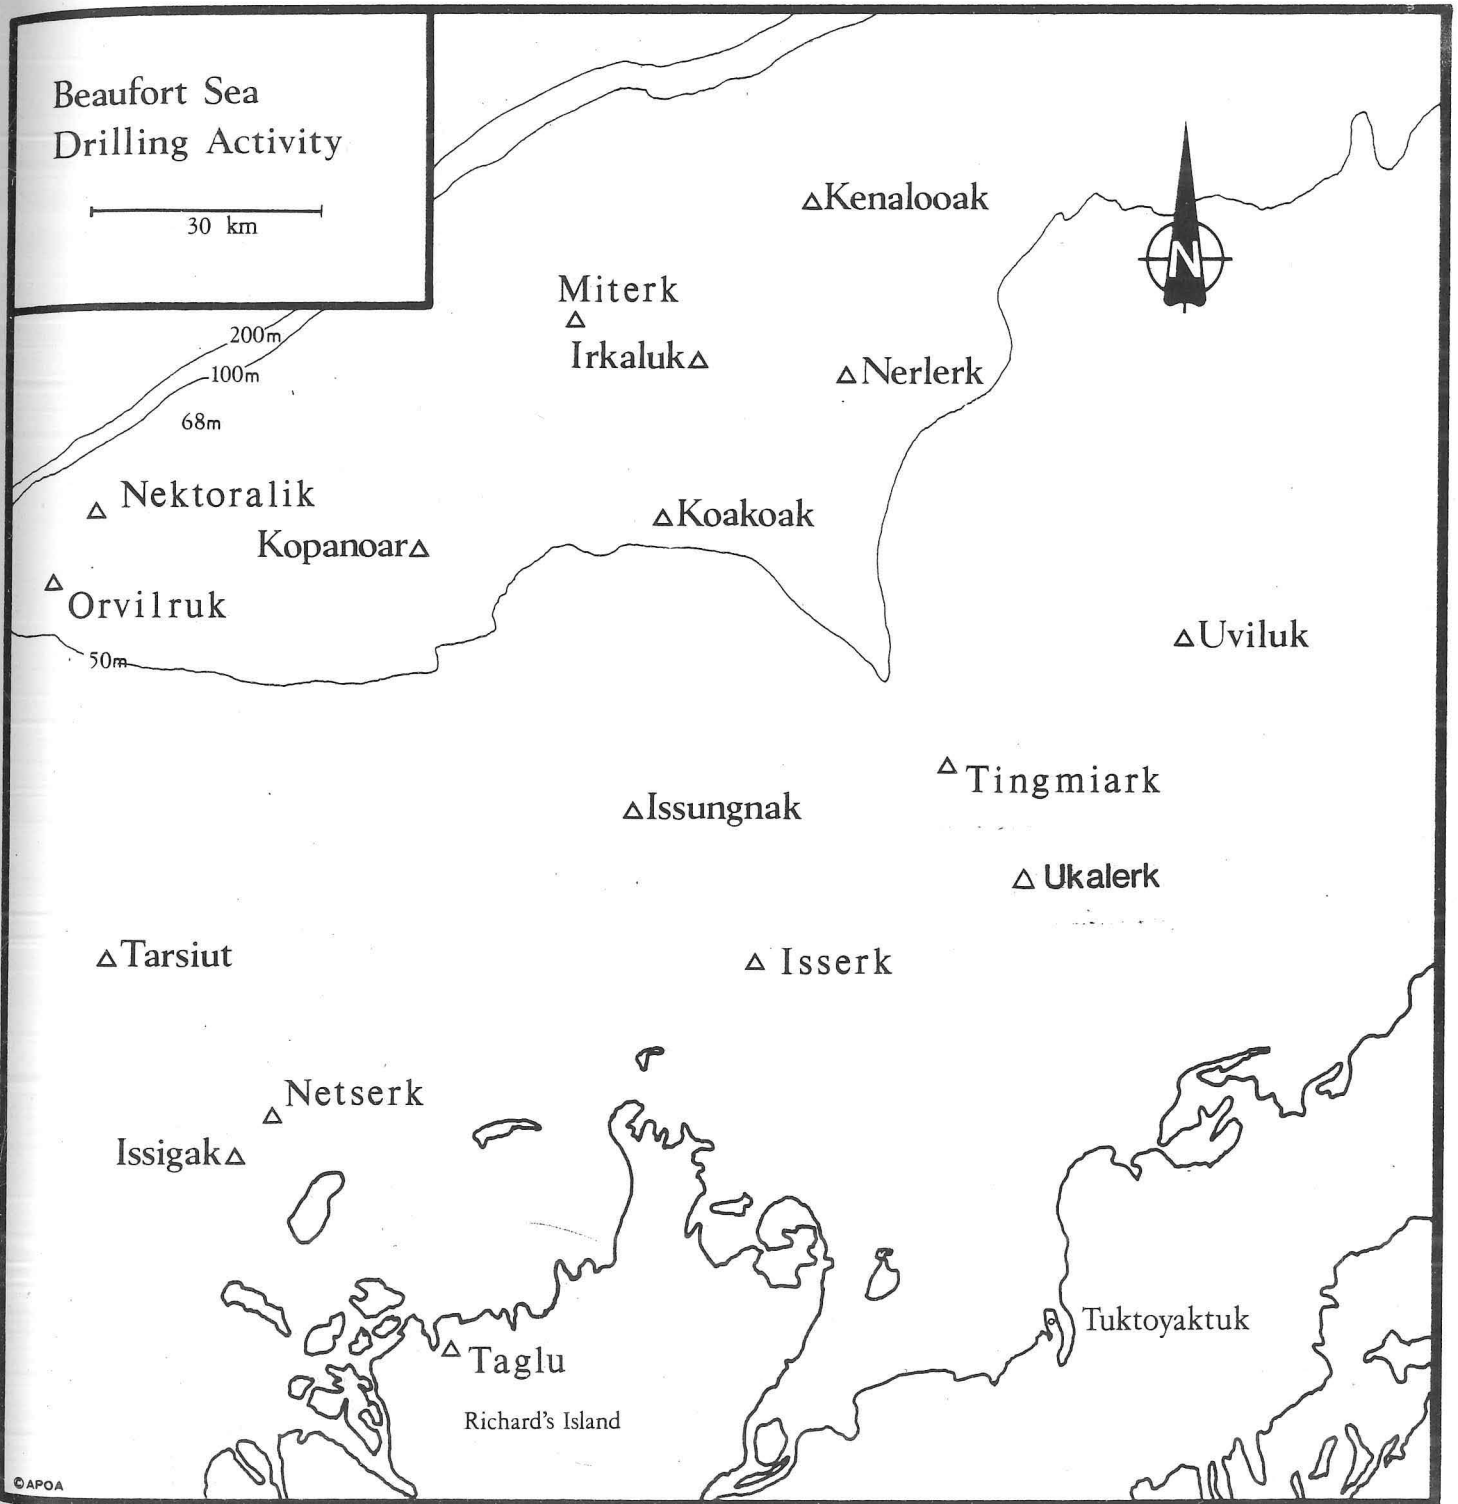 Beaufort Sea
Drilling Activity
30 km
Kenalooak
N
Miterk
200m
Irkaluk
100m
Nerlerk
68m
Nektoralik
Koakoak
Kopanoar
Orvilruk
Uviluk
50m
Tingmiark
Issungnak
Ukalerk
Tarsiut
Isserk
Netserk
Issigak
Tuktoyaktuk
Taglu
Richard's Island
©APOA